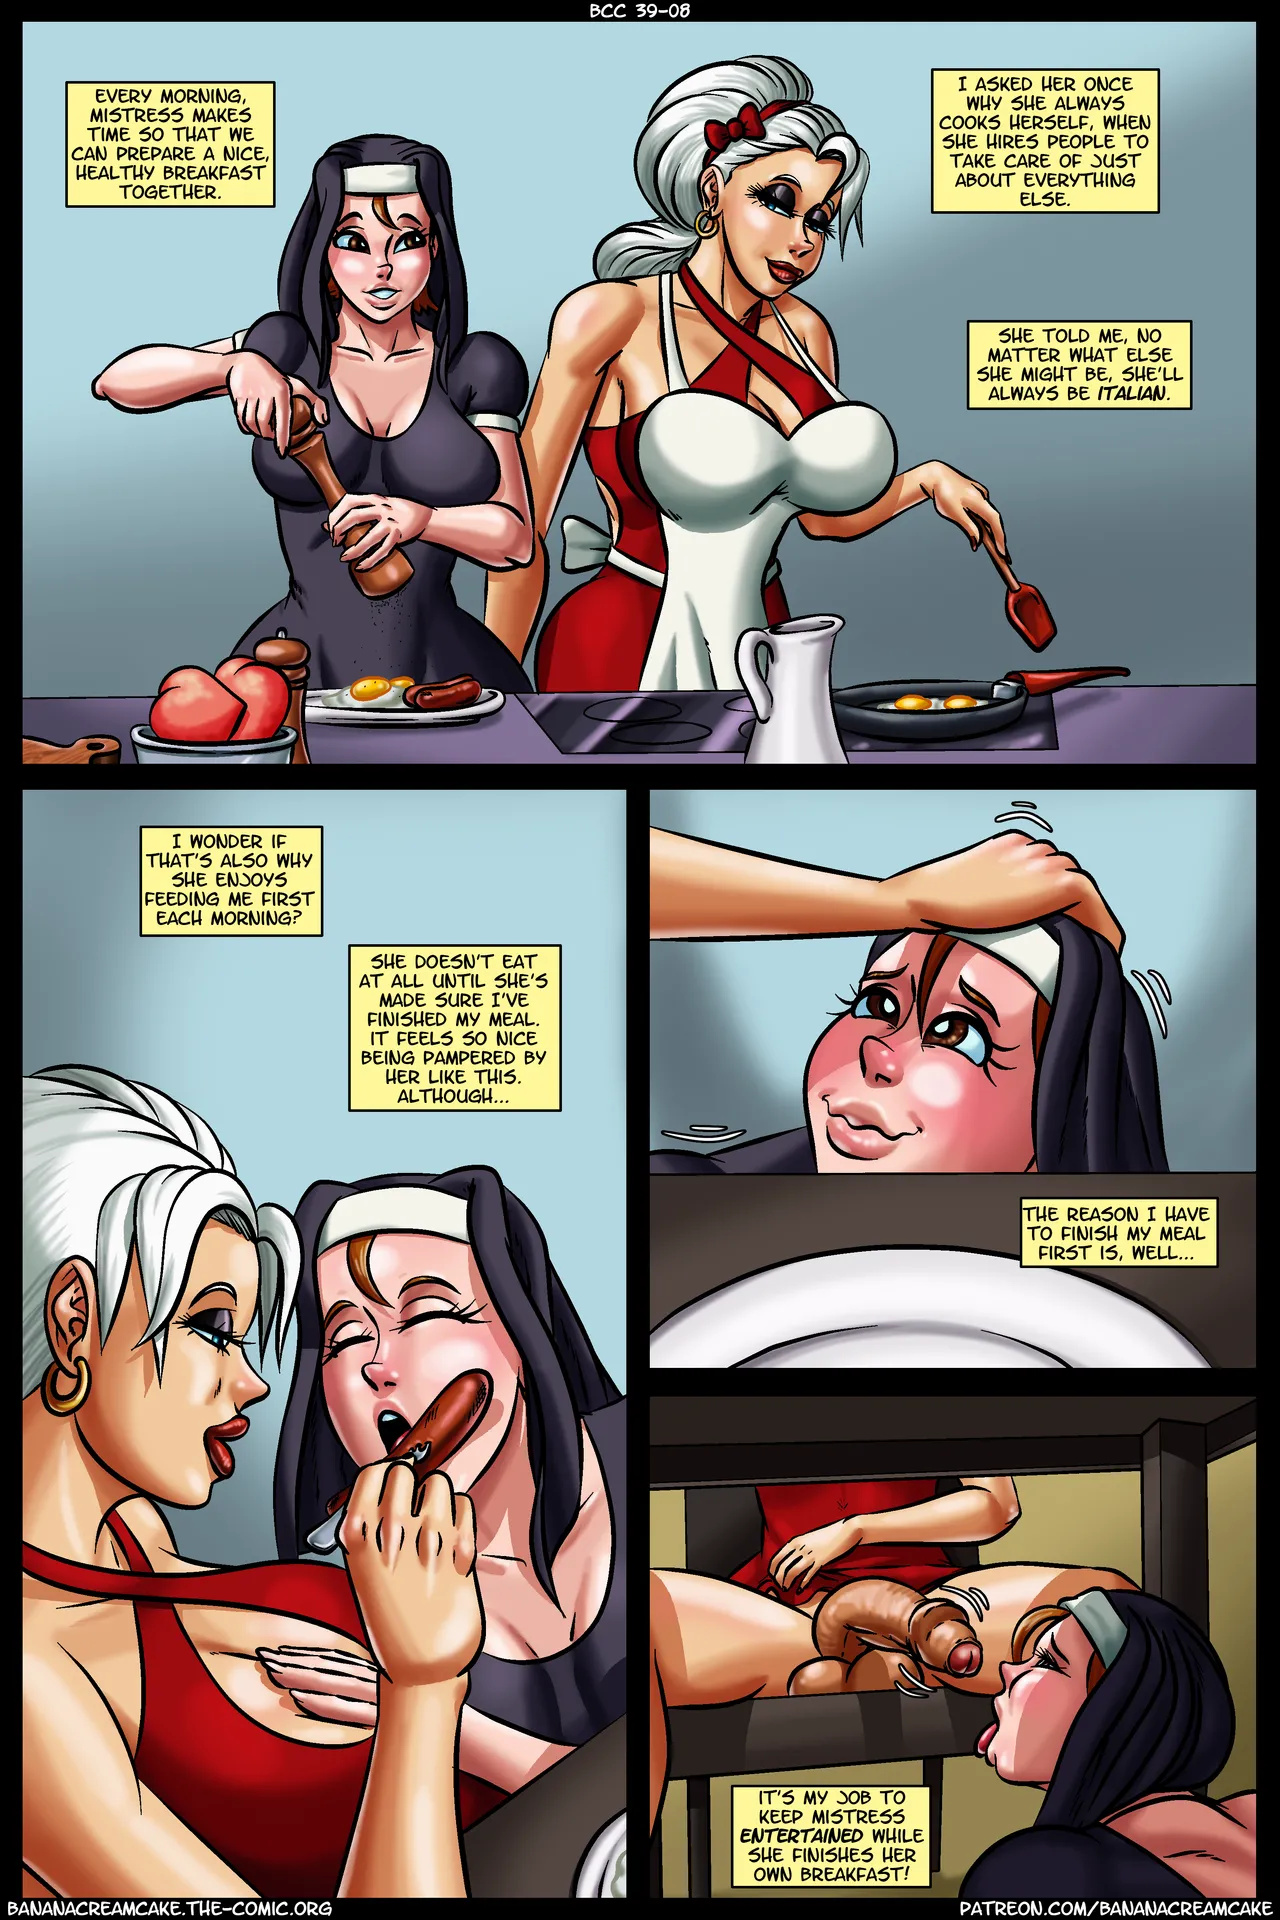 BCC 39-08
EVERY MORNING,
MISTRESS MAKES
TIME SO THAT WE
CAN PREPARE A NICE,
HEALTHY BREAKFAST
TOGETHER.
I ASKED HER ONCE
WHY SHE ALWAYS
COOKS HERSELF, WHEN
SHE HIRES PEOPLE TO
TAKE CARE OF JUST
ABOUT EVERYTHING
ELSE.
SHE TOLD ME, NO
MATTER WHAT ELSE
SHE MIGHT BE, SHE'LL
ALWAYS BE ITALIAN.
I WONDER IF
THAT'S ALSO WHY
SHE ENJOYS
FEEDING ME FIRST
EACH MORNING?
SHE DOESN'T EAT
AT ALL UNTIL SHE'S
MADE SURE I'VE
FINISHED MY MEAL.
IT FEELS SO NICE
BEING PAMPERED BY
HER LIKE THIS.
ALTHOUGH...
THE REASON I HAVE
TO FINISH MY MEAL
FIRST IS, WELL...
IT'S MY JOB TO
KEEP MISTRESS
ENTERTAINED WHILE
SHE FINISHES HER
OWN BREAKFAST!
BANANACREAMCAKE.THE-COMIC.ORG
PATREON.COM/BANANACREAMCAKE